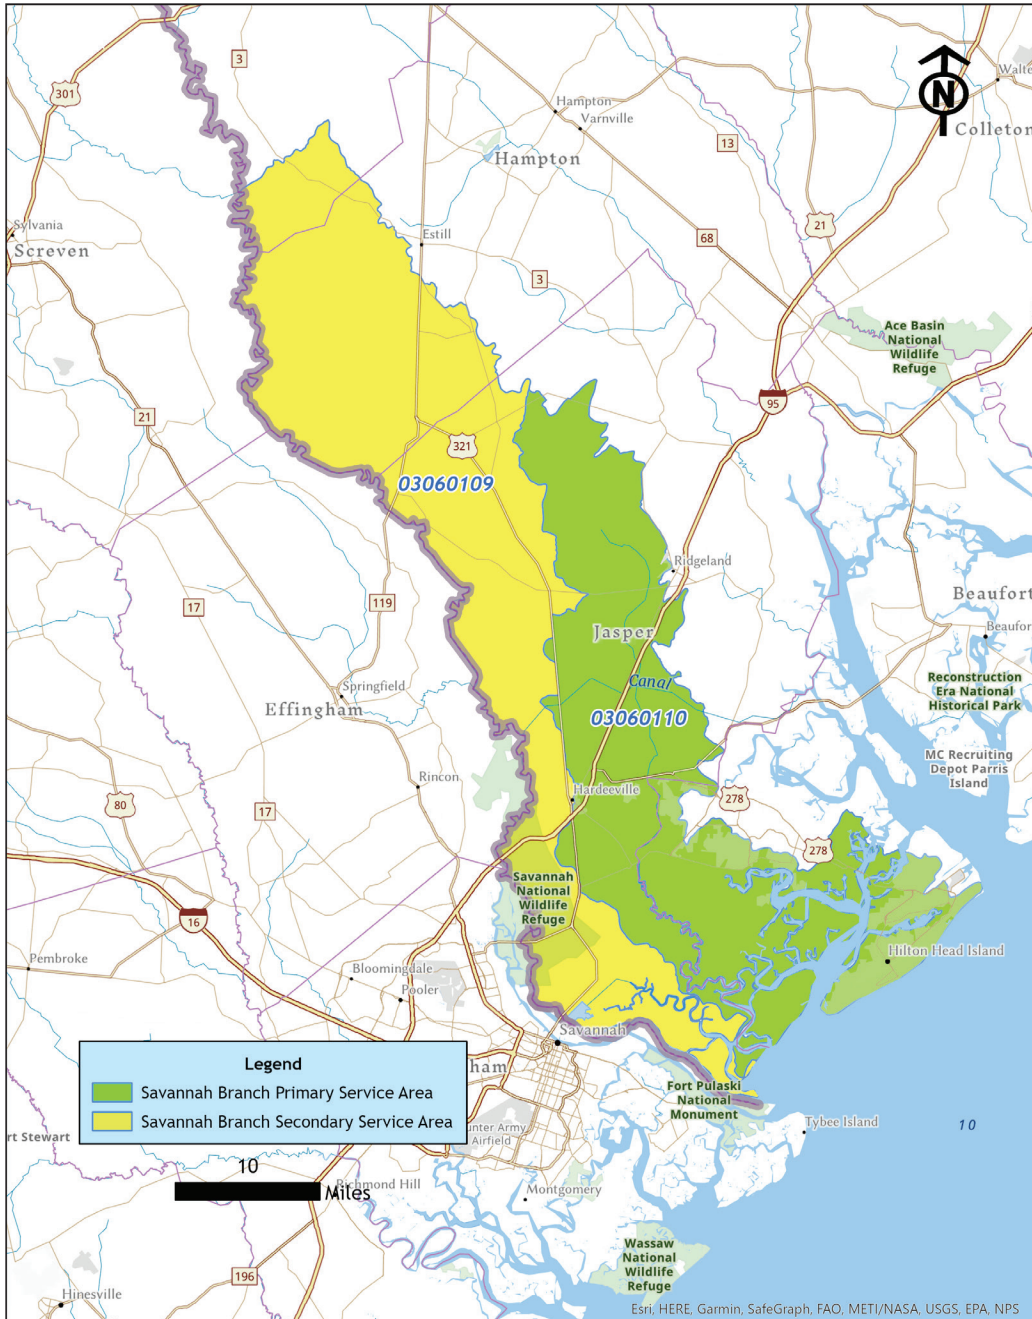 3
301
Hampton
Varnville
Hampton
N
Colleton
13
21
Sylvania
Screven
Estill
68
3
Ace Basin
National
Wildlife
Refuge
95
21
321
03060109
Ridgeland
17
119
Jasper
Beaufort
Canal
Reconstruction
Era National
Historical Park
Springfield
Effingham
03060110
MC Recruiting
Depot Parris
Island
Rincon
80
17
Hardeeville
278
278
Savannah
National
Wildlife
Refuge
16
Pembroke
Bloomingdale
Pooler
Hilton Head Island
Savannah
Legend
Savannah Branch Primary Service Area
Savannah Branch Secondary Service Area
Fort Pulaski
National
Monument
Tybee Island
10
rt Stewart
unter Army
Airfield
10
Miles
Richmond Hill
Montgomery
Wassaw
National
Wildlife
Refuge
196
Hinesville
Esri, HERE, Garmin, SafeGraph, FAO, METI/NASA, USGS, EPA, NPS